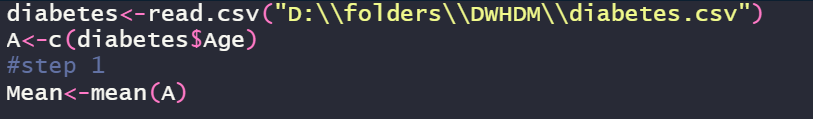 diabetes<-read.csv("D:\\folders\\DWHDM\\diabetes.csv")
A<-c(diabetes$Age)
#step 1
Mean<-mean(A)